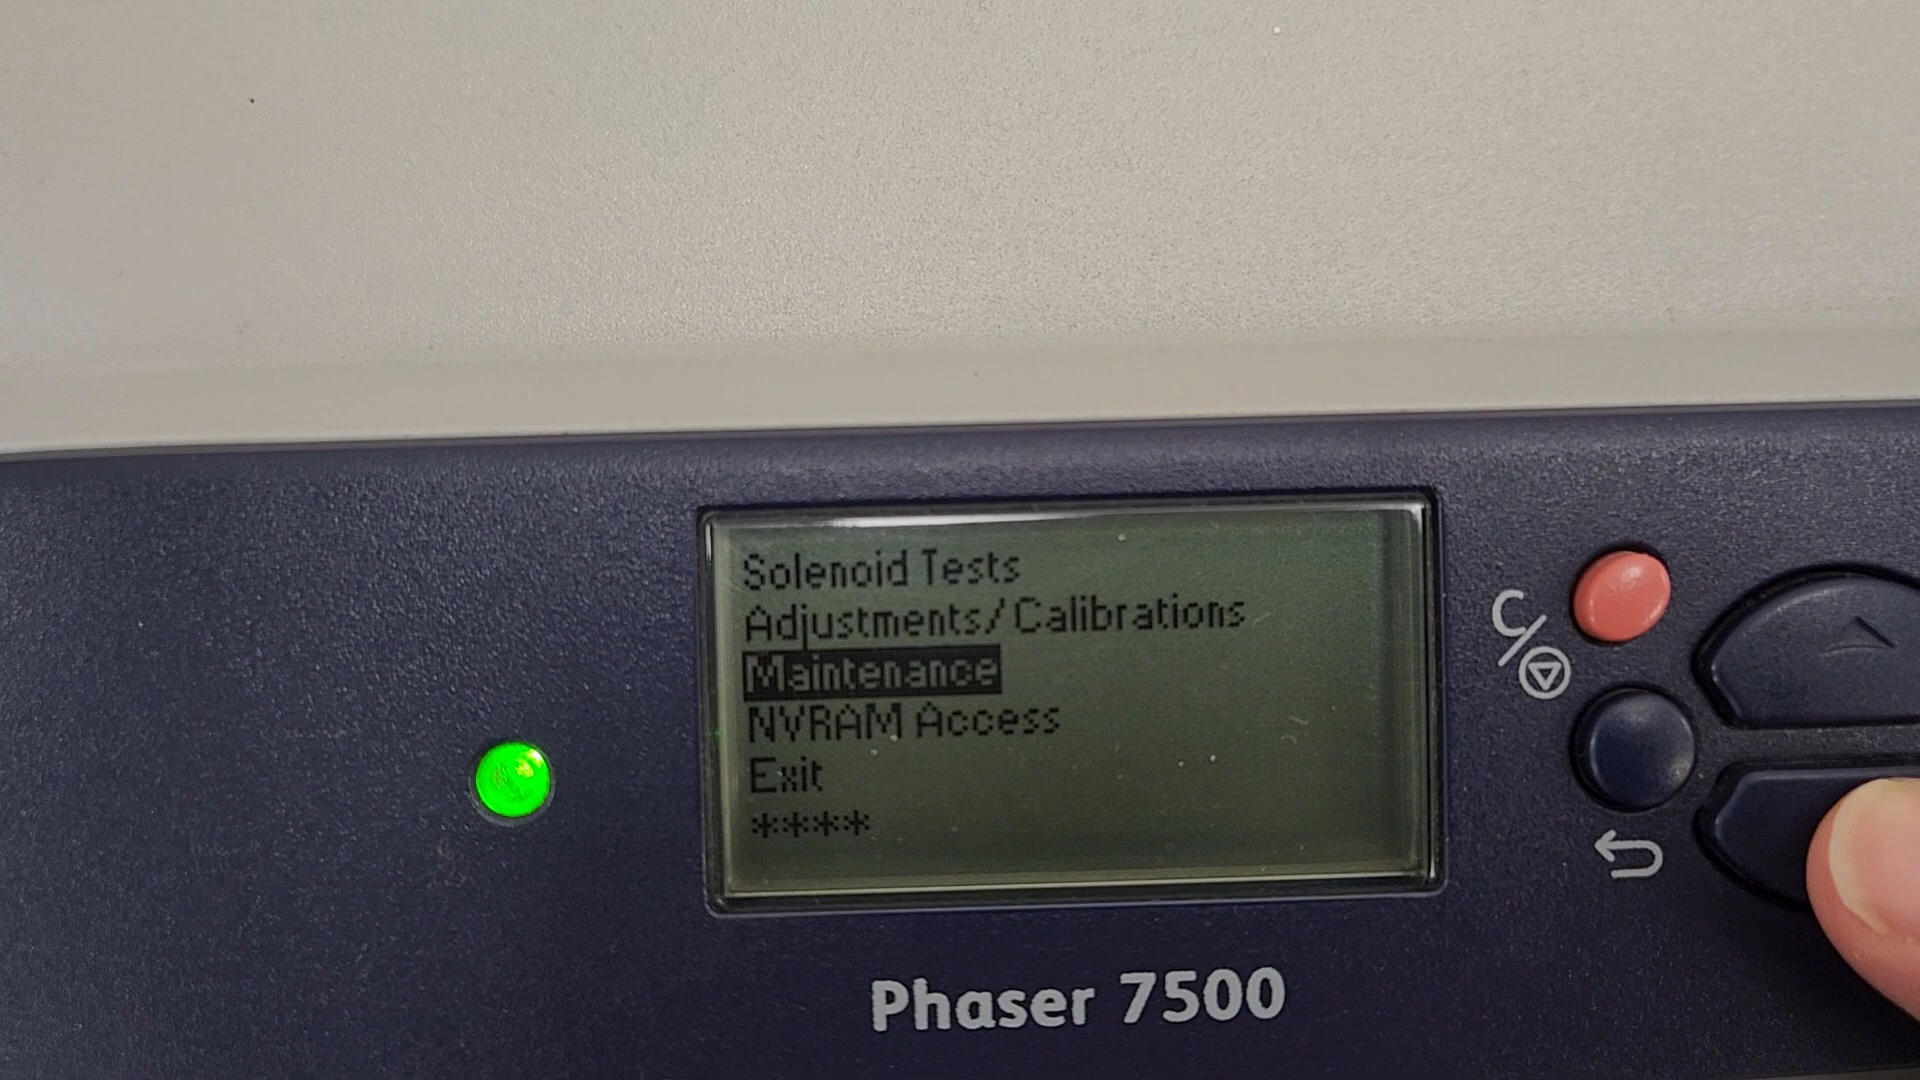 Solenoid Tests
Adjustments/Calibrations
Maintenance
NVRAM Access
Exit
****
C/
Phaser 7500